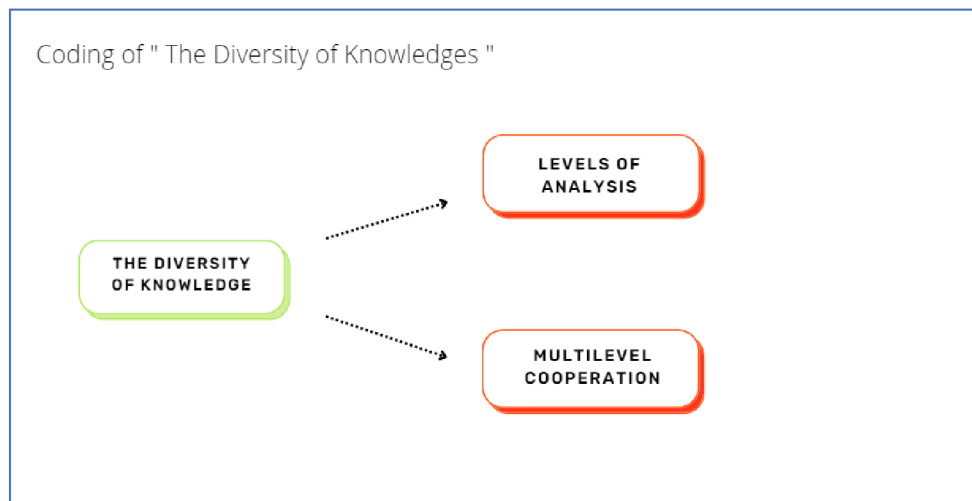 Coding of " The Diversity of Knowledges "
LEVELS OF
ANALYSIS
THE DIVERSITY
OF KNOWLEDGE
MULTILEVEL
COOPERATION